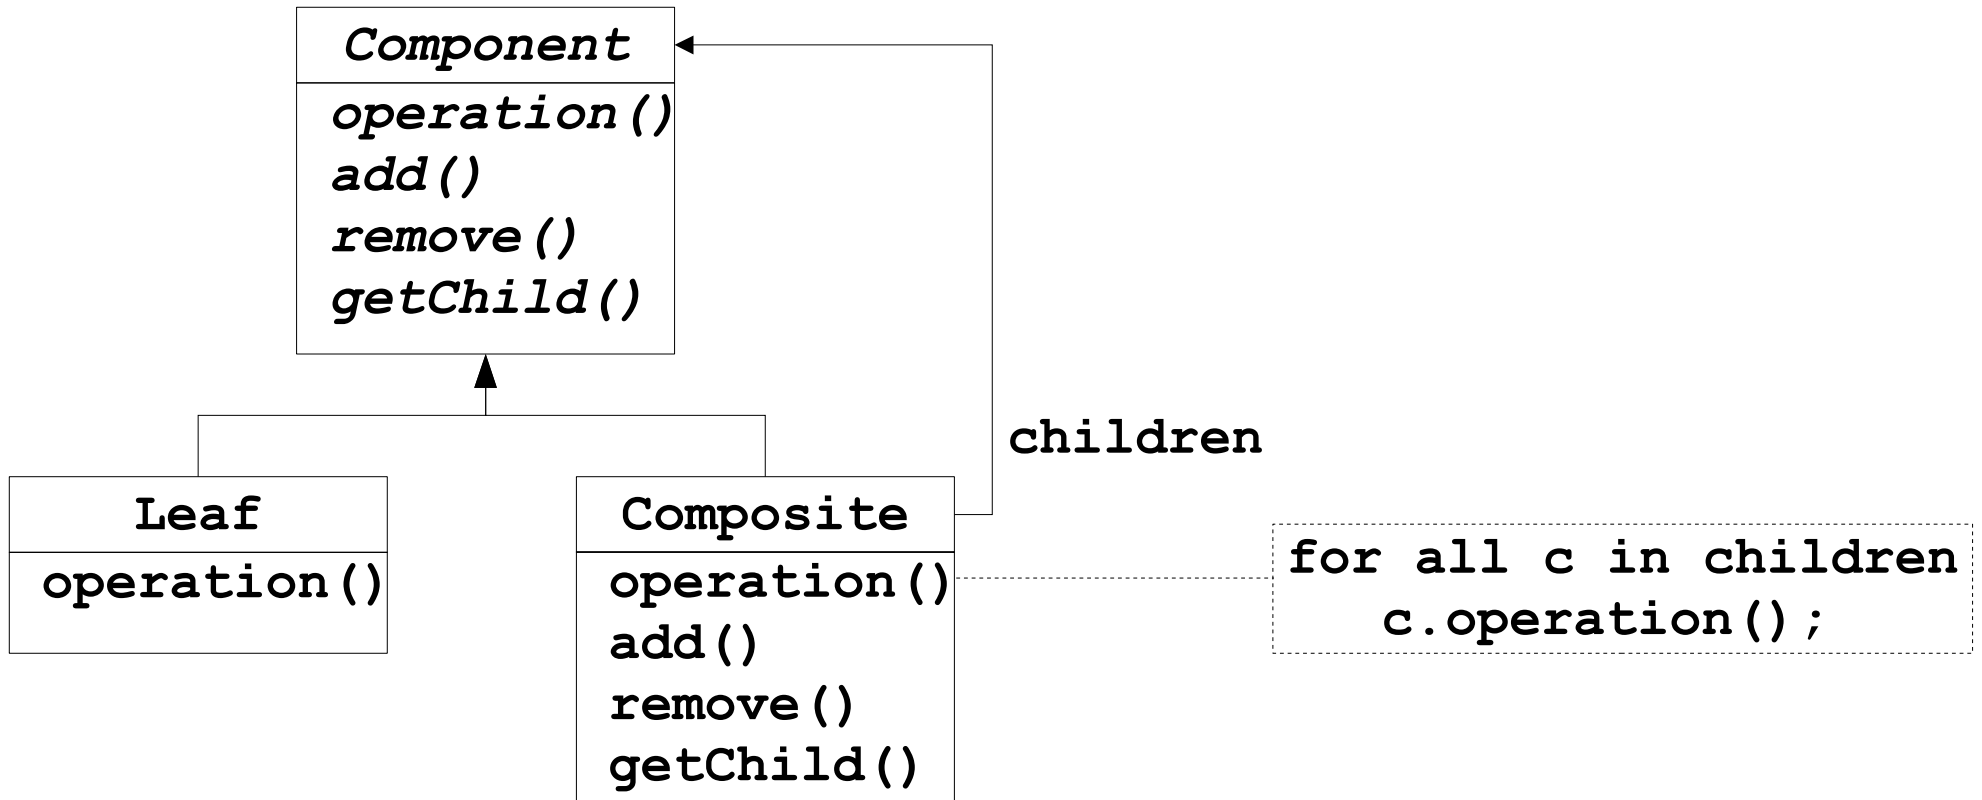 Component
operation()
add()
remove()
getChild()
children
Leaf
operation()
Composite
operation()
add()
remove()
getChild()
for all c in children
c.operation();